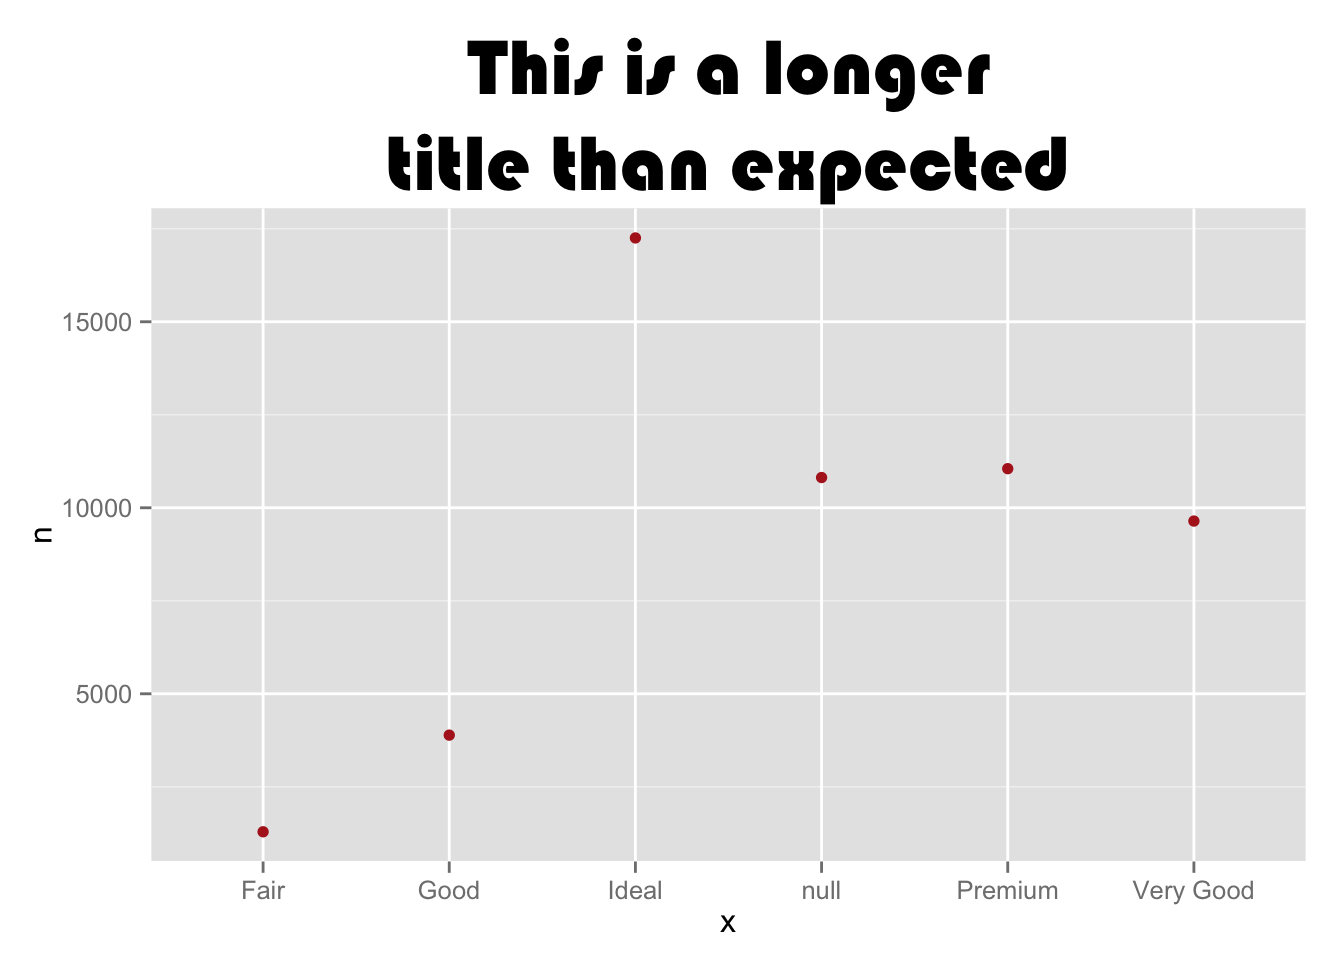 This is a longer
title than expected
15000
10000
5000
n
Fair Good Ideal null Premium Very Good
x